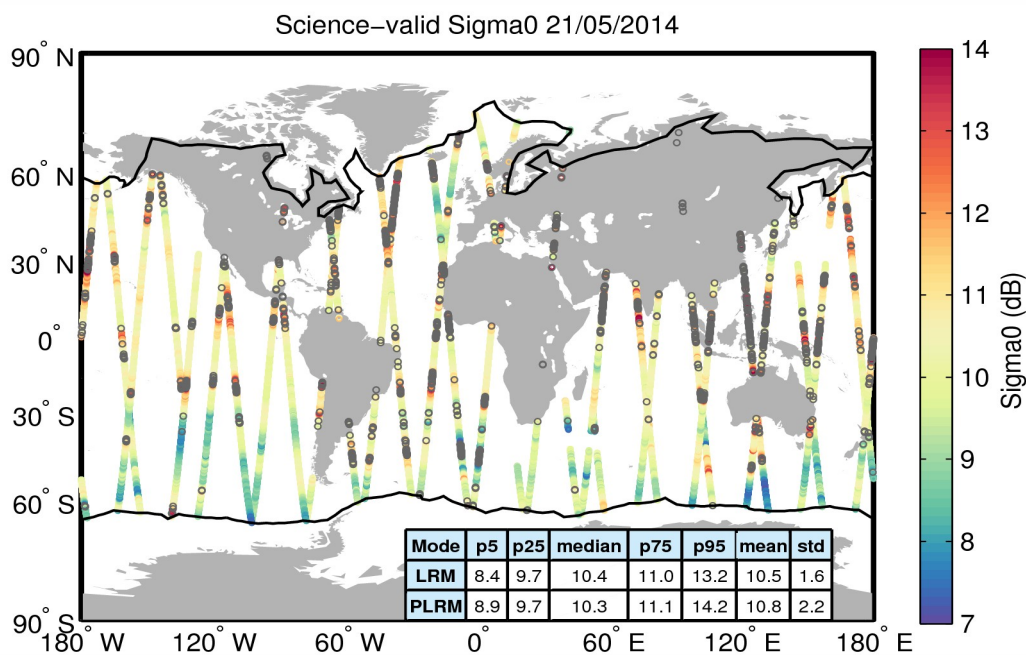 Science−valid Sigma0 21/05/2014
90° N
60° N
30° N
0°
30° S
60° S
90° S
180° W
120° W
60° W
0°
60° E
120° E
180° E
14
13
12
11
10
9
8
7
Sigma0 (dB)
Mode p5 p25 median p75 p95 mean std
LRM 8.4 9.7 10.4 11.0 13.2 10.5 1.6
PLRM 8.9 9.7 10.3 11.1 14.2 10.8 2.2